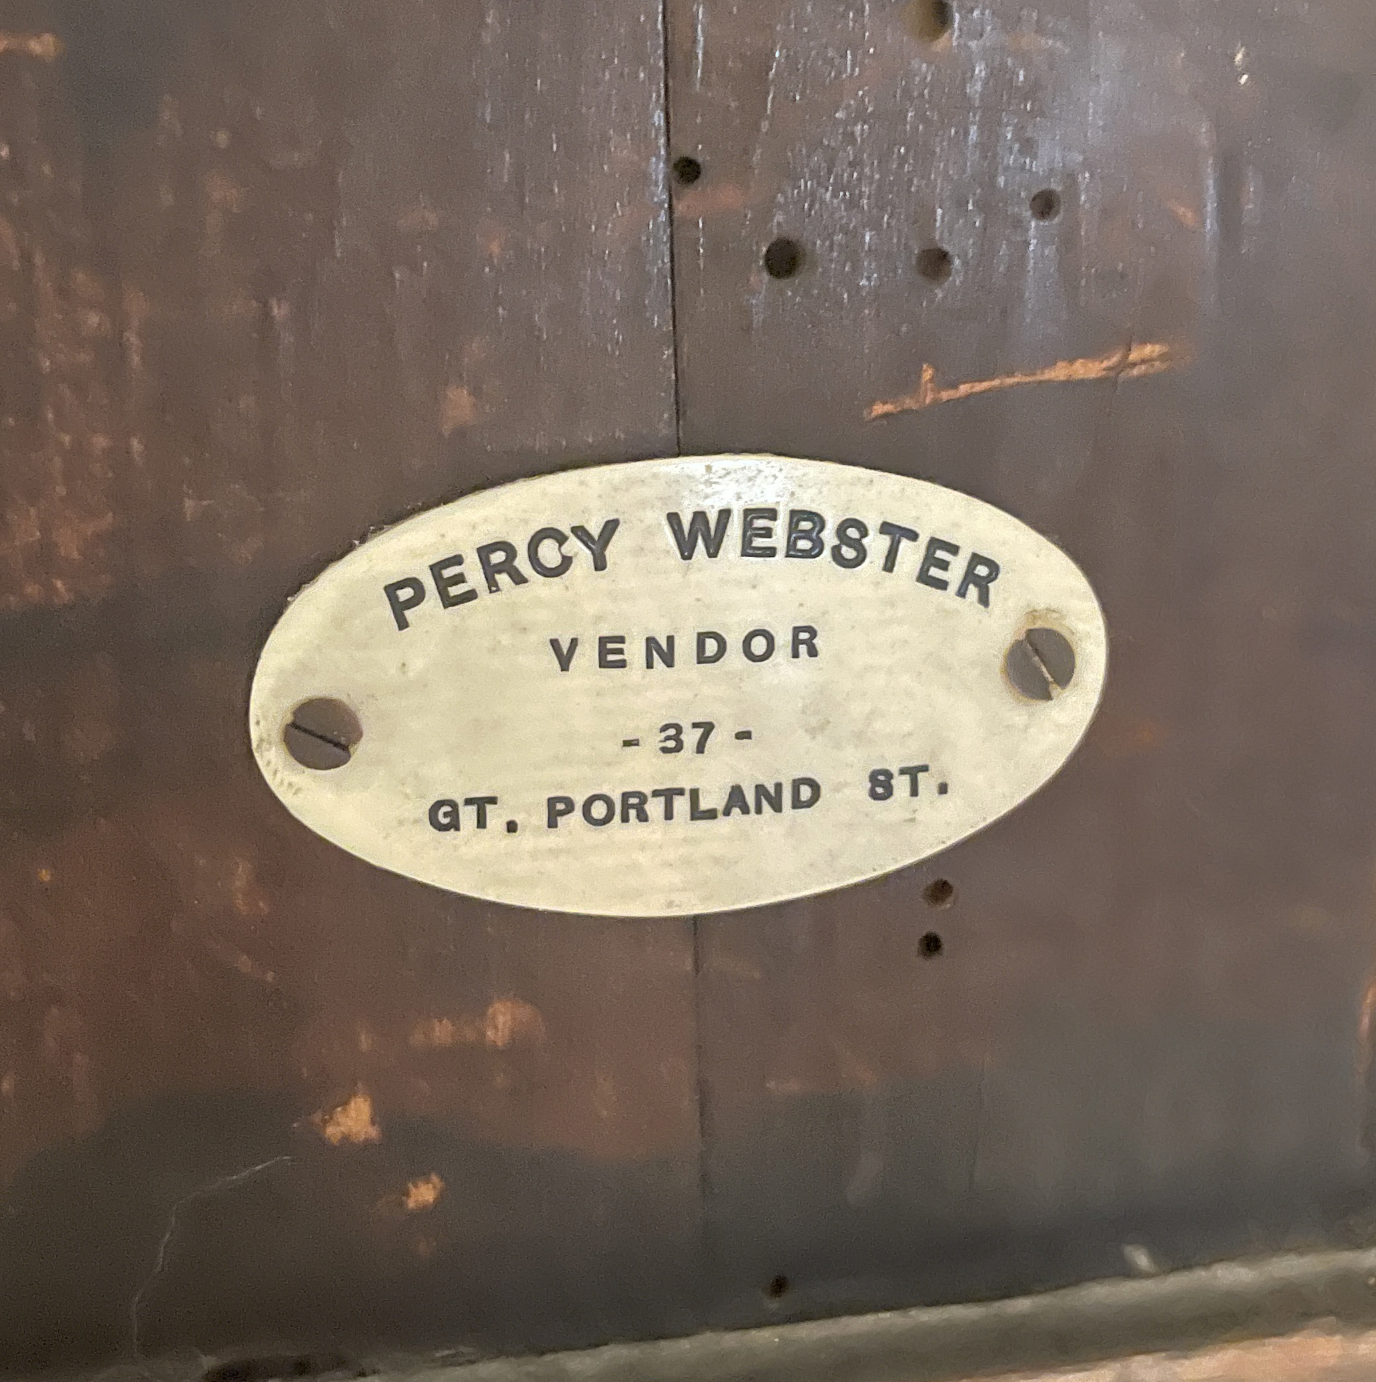 PERCY WEBSTER
VENDOR
- 37 -
GT. PORTLAND ST.